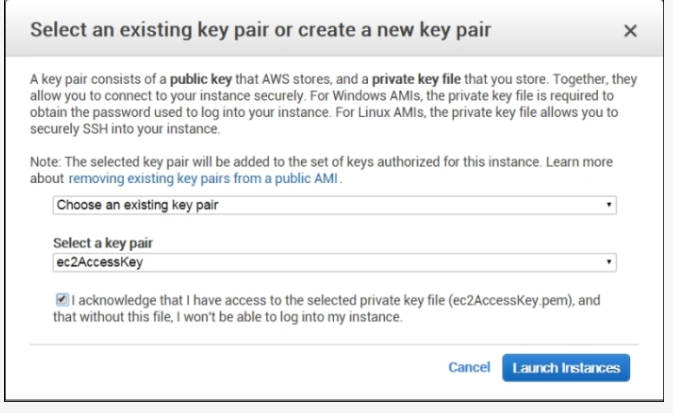 Select an existing key pair or create a new key pair
A key pair consists of a public key that AWS stores, and a private key file that you store. Together, they
allow you to connect to your instance securely. For Windows AMIs, the private key file is required to
obtain the password used to log into your instance. For Linux AMIs, the private key file allows you to
securely SSH into your instance.
Note: The selected key pair will be added to the set of keys authorized for this instance. Learn more
about removing existing key pairs from a public AMI.
Choose an existing key pair
Select a key pair
ec2AccessKey
I acknowledge that I have access to the selected private key file (ec2AccessKey.pem), and
that without this file, I won't be able to log into my instance.
Cancel Launch Instances